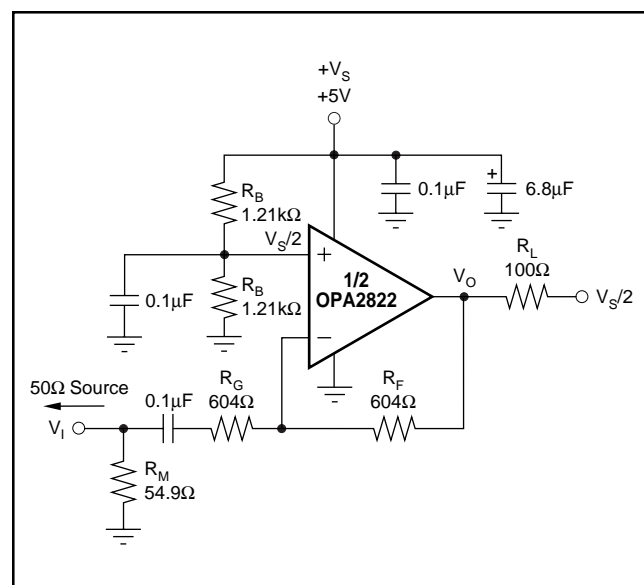 +V_S
+5V
R_B
1.21kΩ
0.1μF
+
6.8μF
V_S/2
+
1/2
OPA2822
−
R_L
100Ω
V_O
V_S/2
0.1μF
R_B
1.21kΩ
50Ω Source
0.1μF
R_G
604Ω
R_F
604Ω
V_I
R_M
54.9Ω